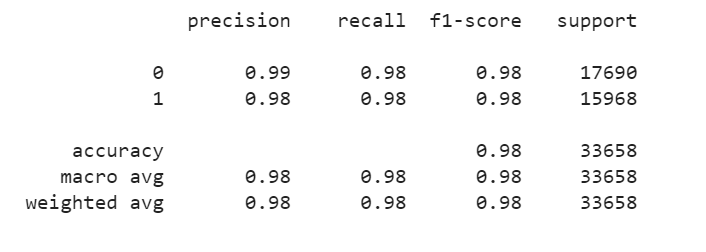 precision recall f1-score support
0 0.99 0.98 0.98 17690
1 0.98 0.98 0.98 15968
accuracy 0.98 33658
macro avg 0.98 0.98 0.98 33658
weighted avg 0.98 0.98 0.98 33658